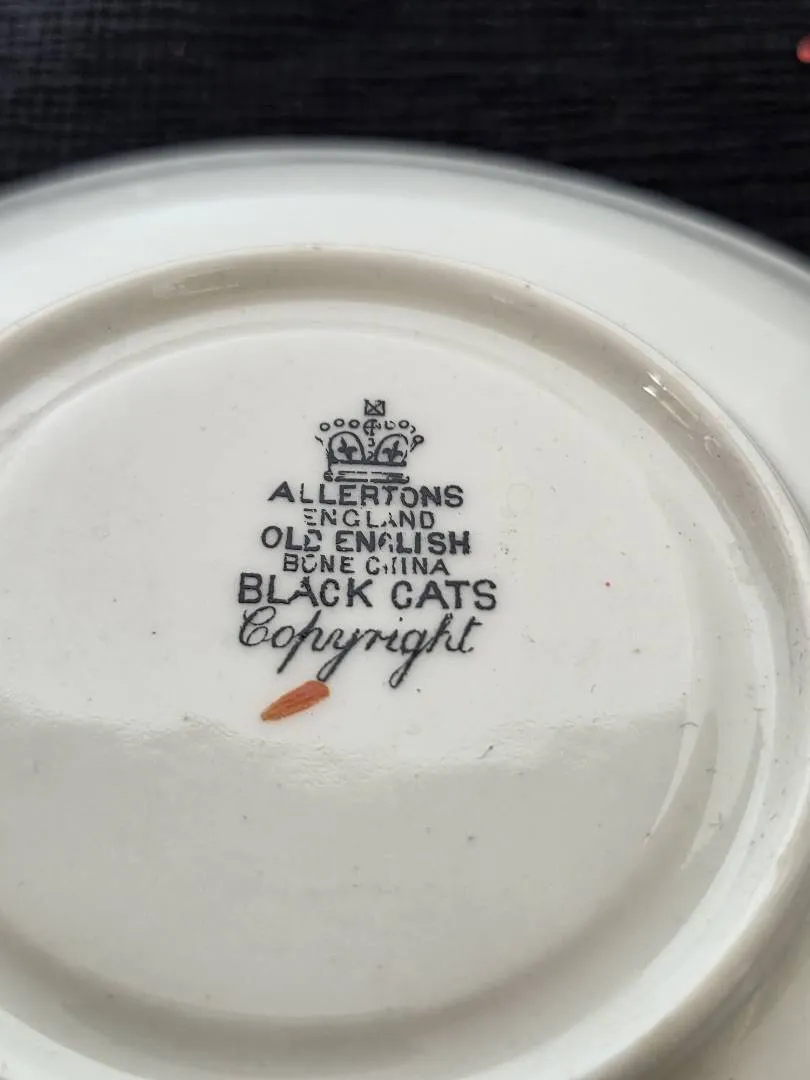 ALLERTONS
ENGLAND
OLD ENGLISH
BONE CHINA
BLACK CATS
Copyright